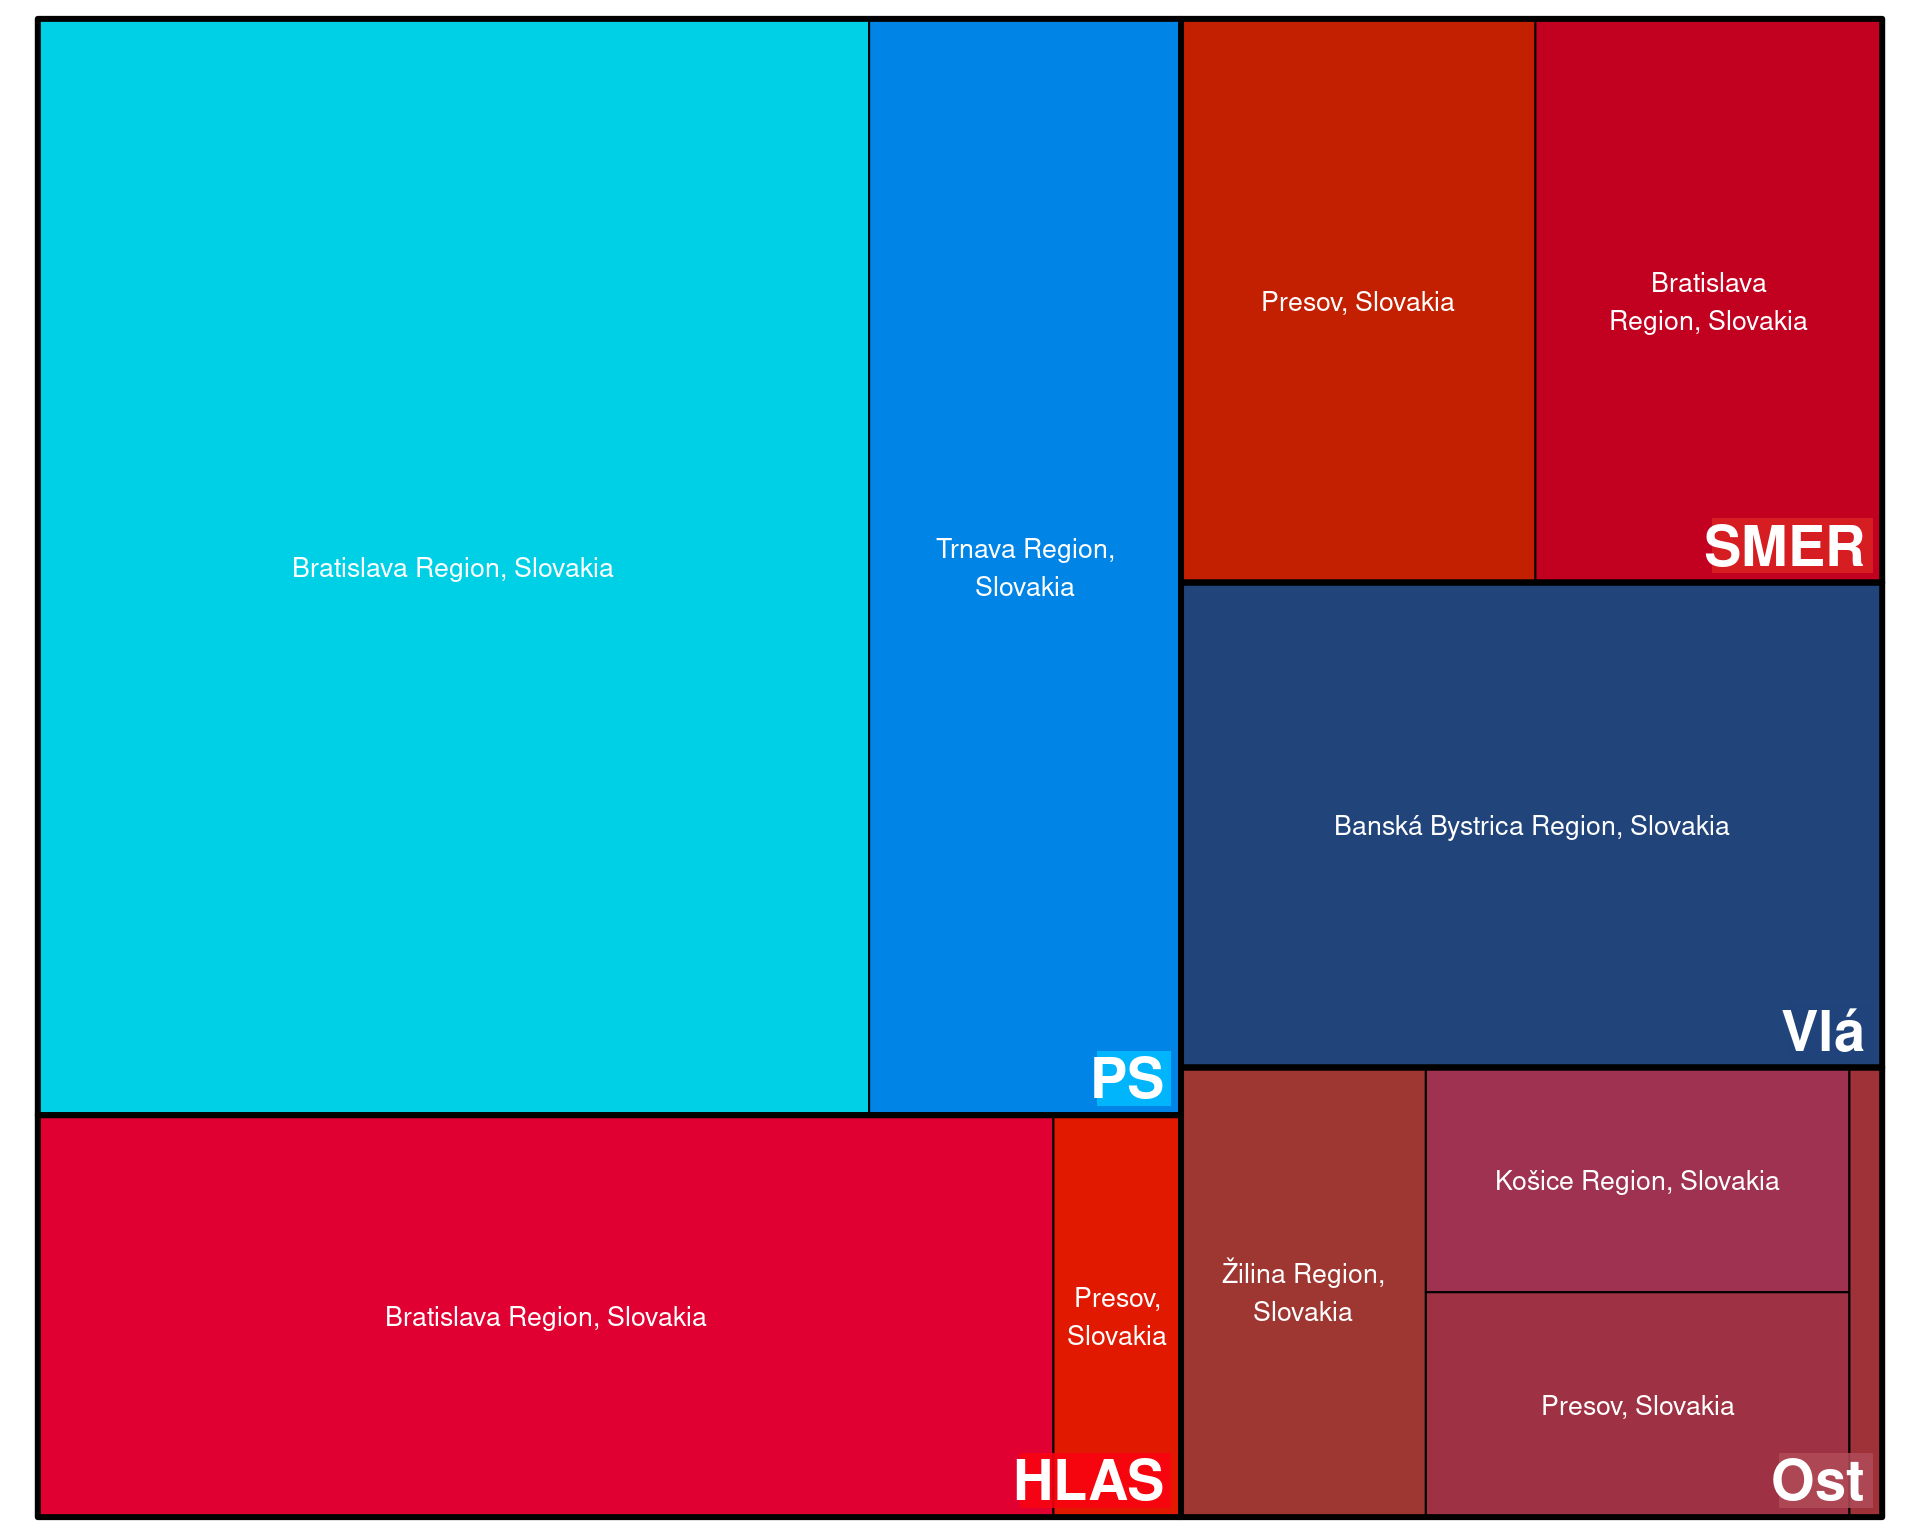 Bratislava Region, Slovakia
Trnava Region,
Slovakia
PS
Bratislava Region, Slovakia
Presov,
Slovakia
HLAS
Presov, Slovakia
Bratislava
Region, Slovakia
SMER
Banská Bystrica Region, Slovakia
Vlá
Žilina Region,
Slovakia
Košice Region, Slovakia
Presov, Slovakia
Ost